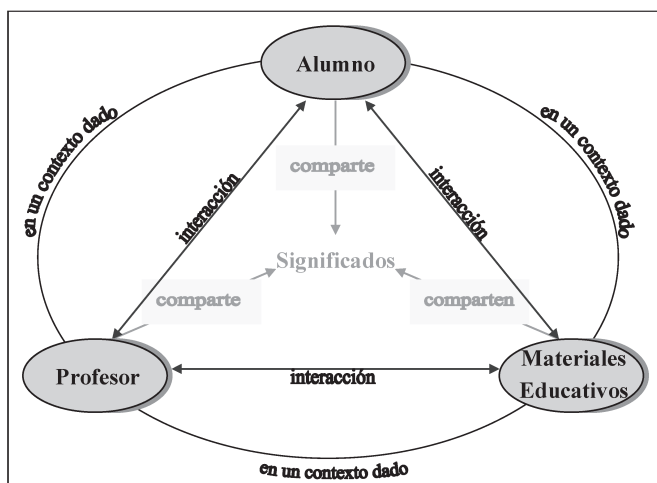 Alumno
en un contexto dado
en un contexto dado
interacción
interacción
comparte
Significados
comparte
comparten
Profesor
interacción
Materiales
Educativos
en un contexto dado